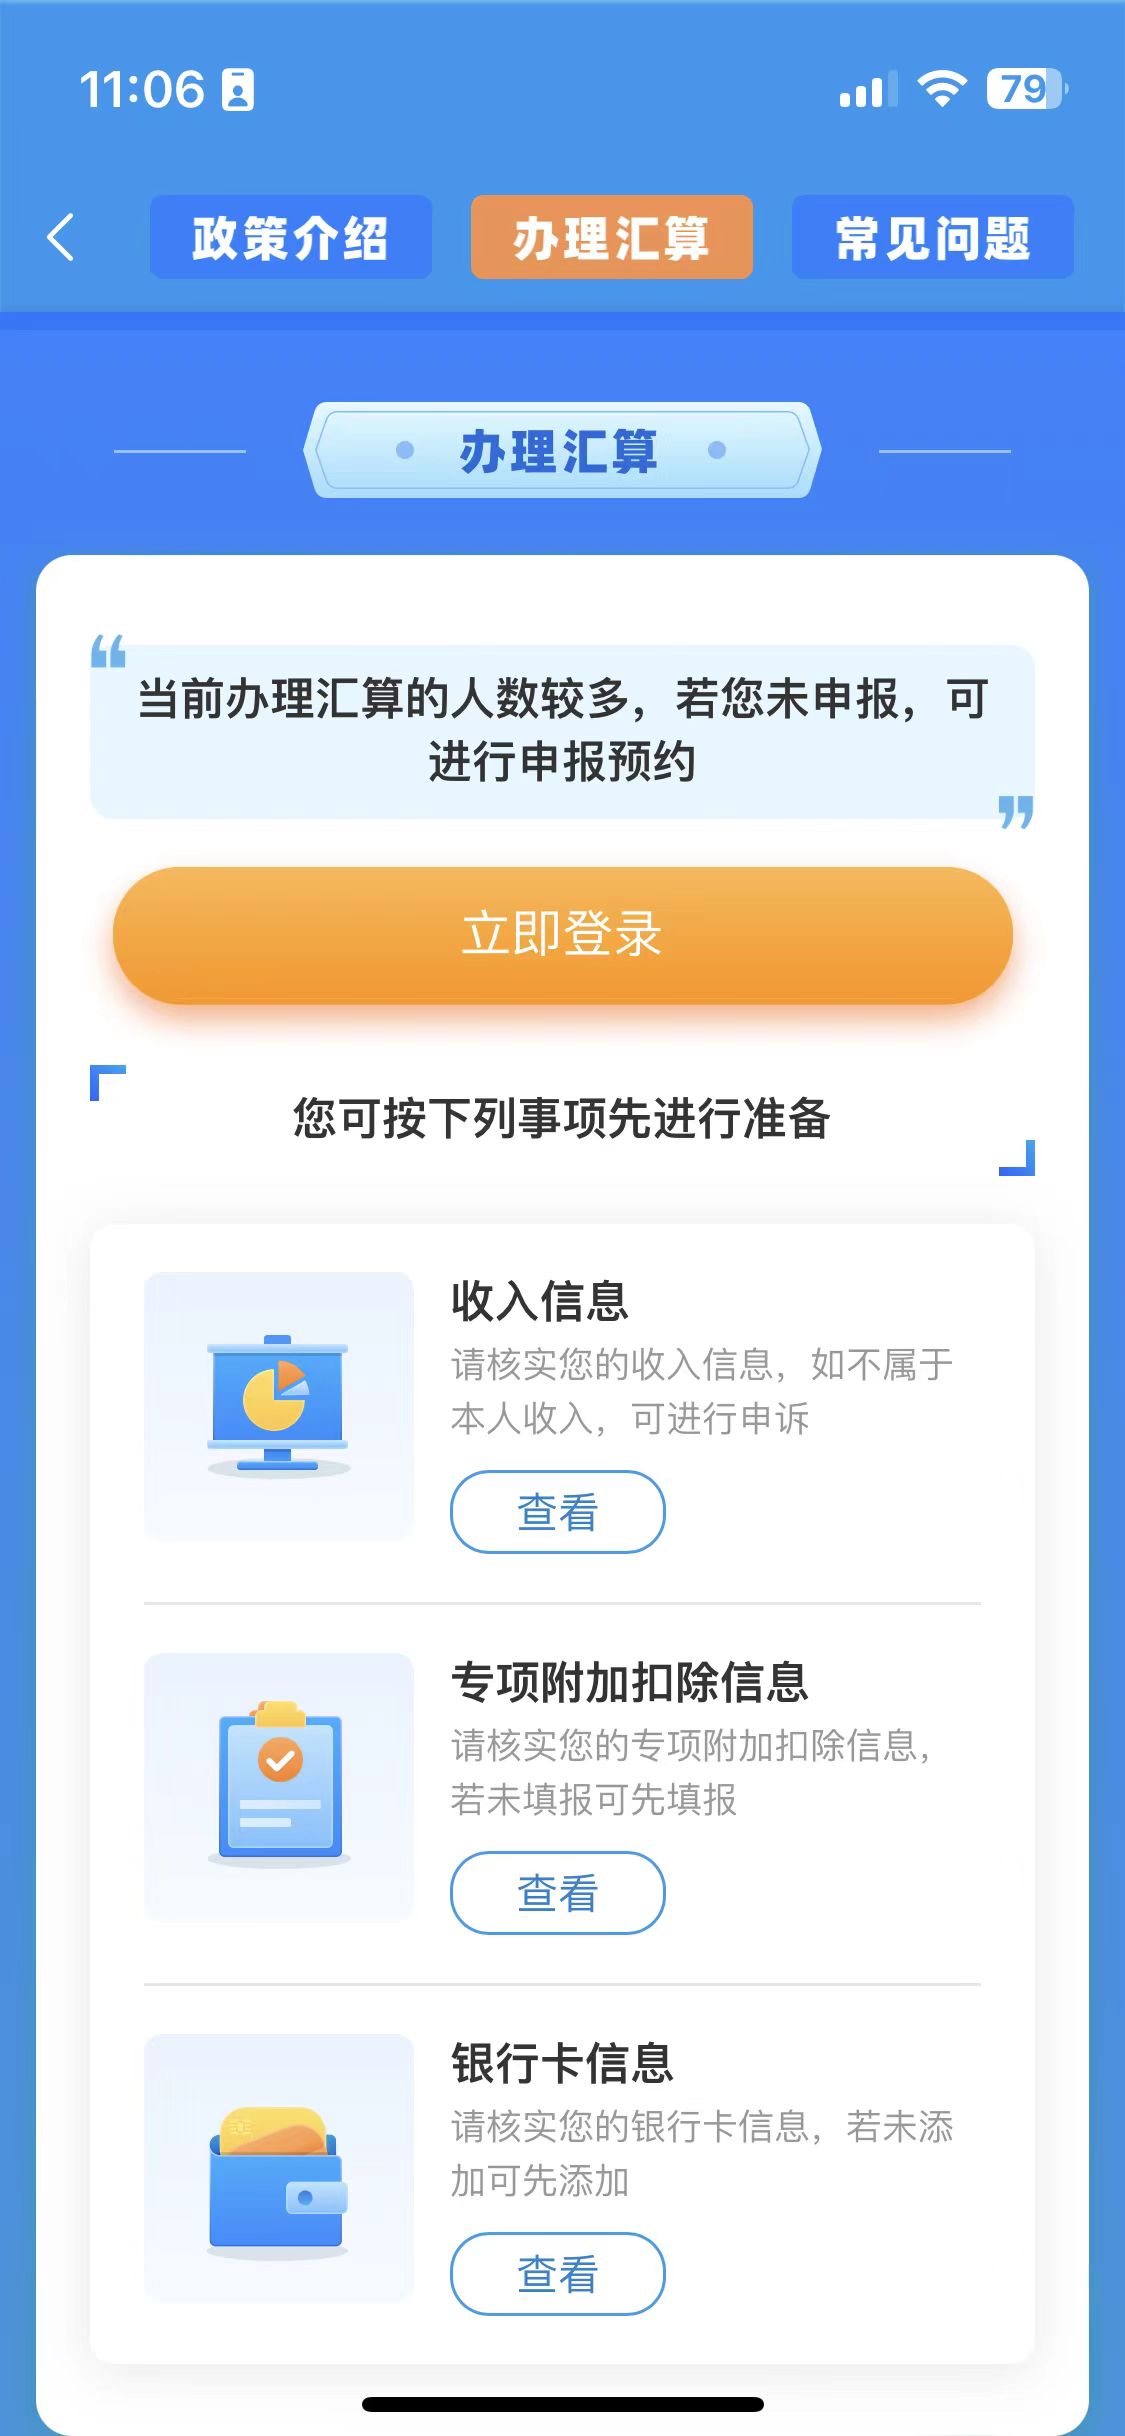 11:06
79
政策介绍
办理汇算
常见问题
办理汇算
当前办理汇算的人数较多，若您未申报，可
进行申报预约
立即登录
您可按下列事项先进行准备
收入信息
请核实您的收入信息，如不属于
本人收入，可进行申诉
查看
专项附加扣除信息
请核实您的专项附加扣除信息，
若未填报可先填报
查看
银行卡信息
请核实您的银行卡信息，若未添
加可先添加
查看